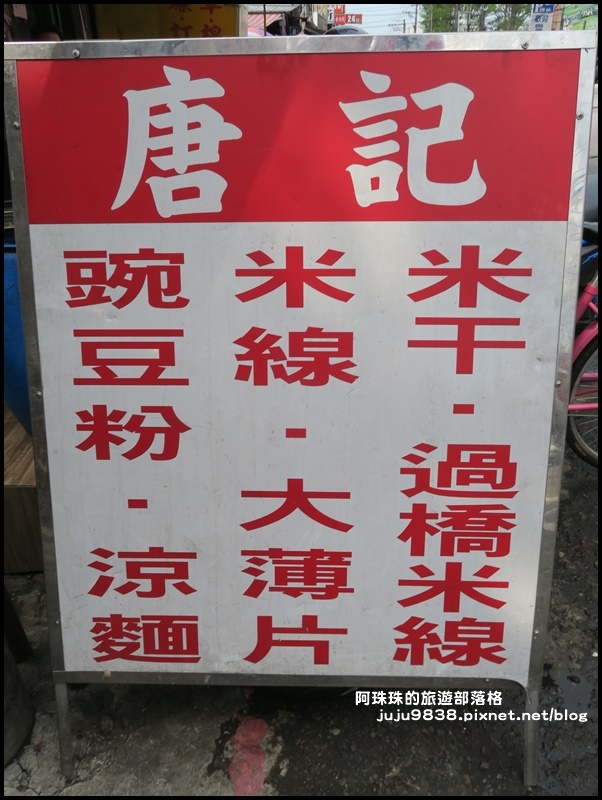 唐記
米干·過橋米線
米線·大薄片
豌豆粉·涼麵
阿珠珠的旅遊部落格
juju9838.pixnet.net/blog
24